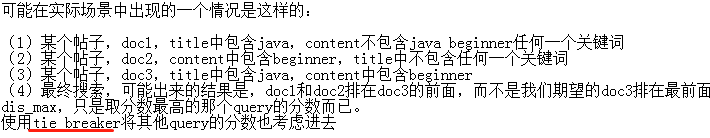 可能在实际场景中出现的一个情况是这样的：
（1）某个帖子，doc1，title中包含java，content不包含java beginner任何一个关键词
（2）某个帖子，doc2，content中包含beginner，title中不包含任何一个关键词
（3）某个帖子，doc3，title中包含java，content中包含beginner
（4）最终搜索，可能出来的结果是，doc1和doc2排在doc3的前面，而不是我们期望的doc3排在最前面
dis_max，只是取分数最高的那个query的分数而已。
使用tie_breaker将其他query的分数也考虑进去